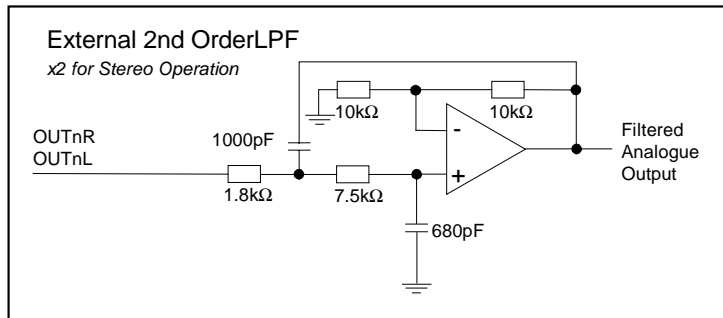 External 2nd OrderLPF
x2 for Stereo Operation
10kΩ
10kΩ
OUTnR
OUTnL
1000pF
-
+
Filtered
Analogue
Output
1.8kΩ
7.5kΩ
680pF